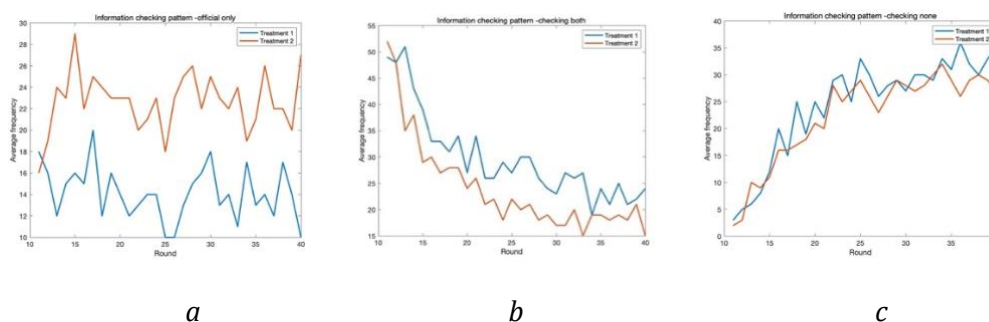 Information checking pattern -official only
Treatment 1
Treatment 2
30
28
26
24
22
20
18
16
14
12
10
10
15
20
25
30
35
40
Average frequency
Round
a
Information checking pattern -checking both
Treatment 1
Treatment 2
55
50
45
40
35
30
25
20
15
10
15
20
25
30
35
40
Average frequency
Round
b
Information checking pattern -checking none
Treatment 1
Treatment 2
40
35
30
25
20
15
10
5
0
10
15
20
25
30
35
Average frequency
Round
c